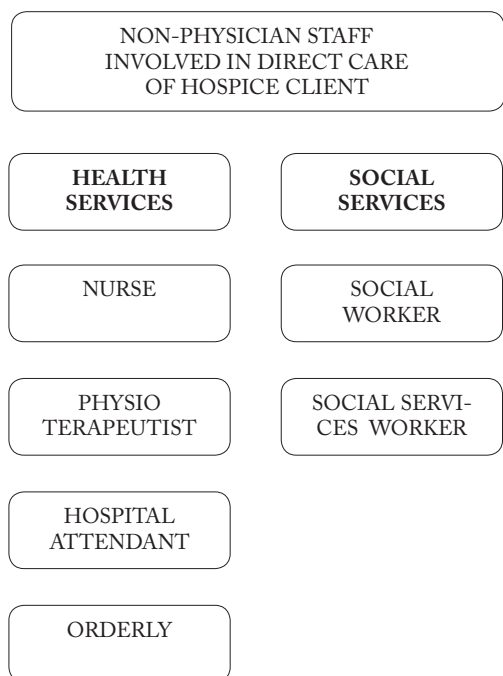 NON-PHYSICIAN STAFF
INVOLVED IN DIRECT CARE
OF HOSPICE CLIENT
HEALTH
SERVICES
SOCIAL
SERVICES
NURSE
SOCIAL
WORKER
PHYSIO
TERAPEUTIST
SOCIAL SERVI-
CES WORKER
HOSPITAL
ATTENDANT
ORDERLY